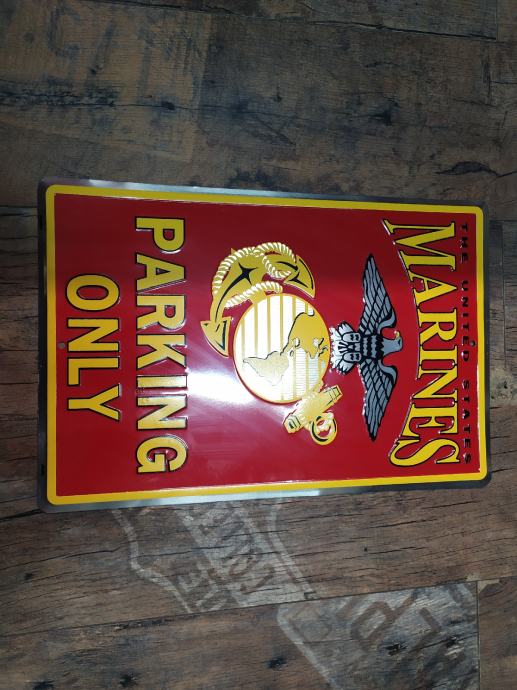 THE UNITED STATES
MARINES
PARKING
ONLY